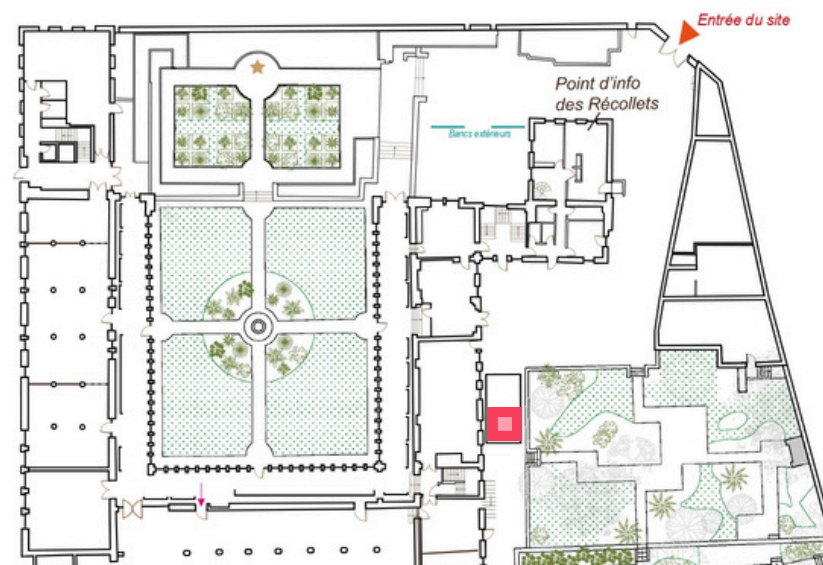 Entrée du site
Point d'info
des Récollets
Bancs extérieurs